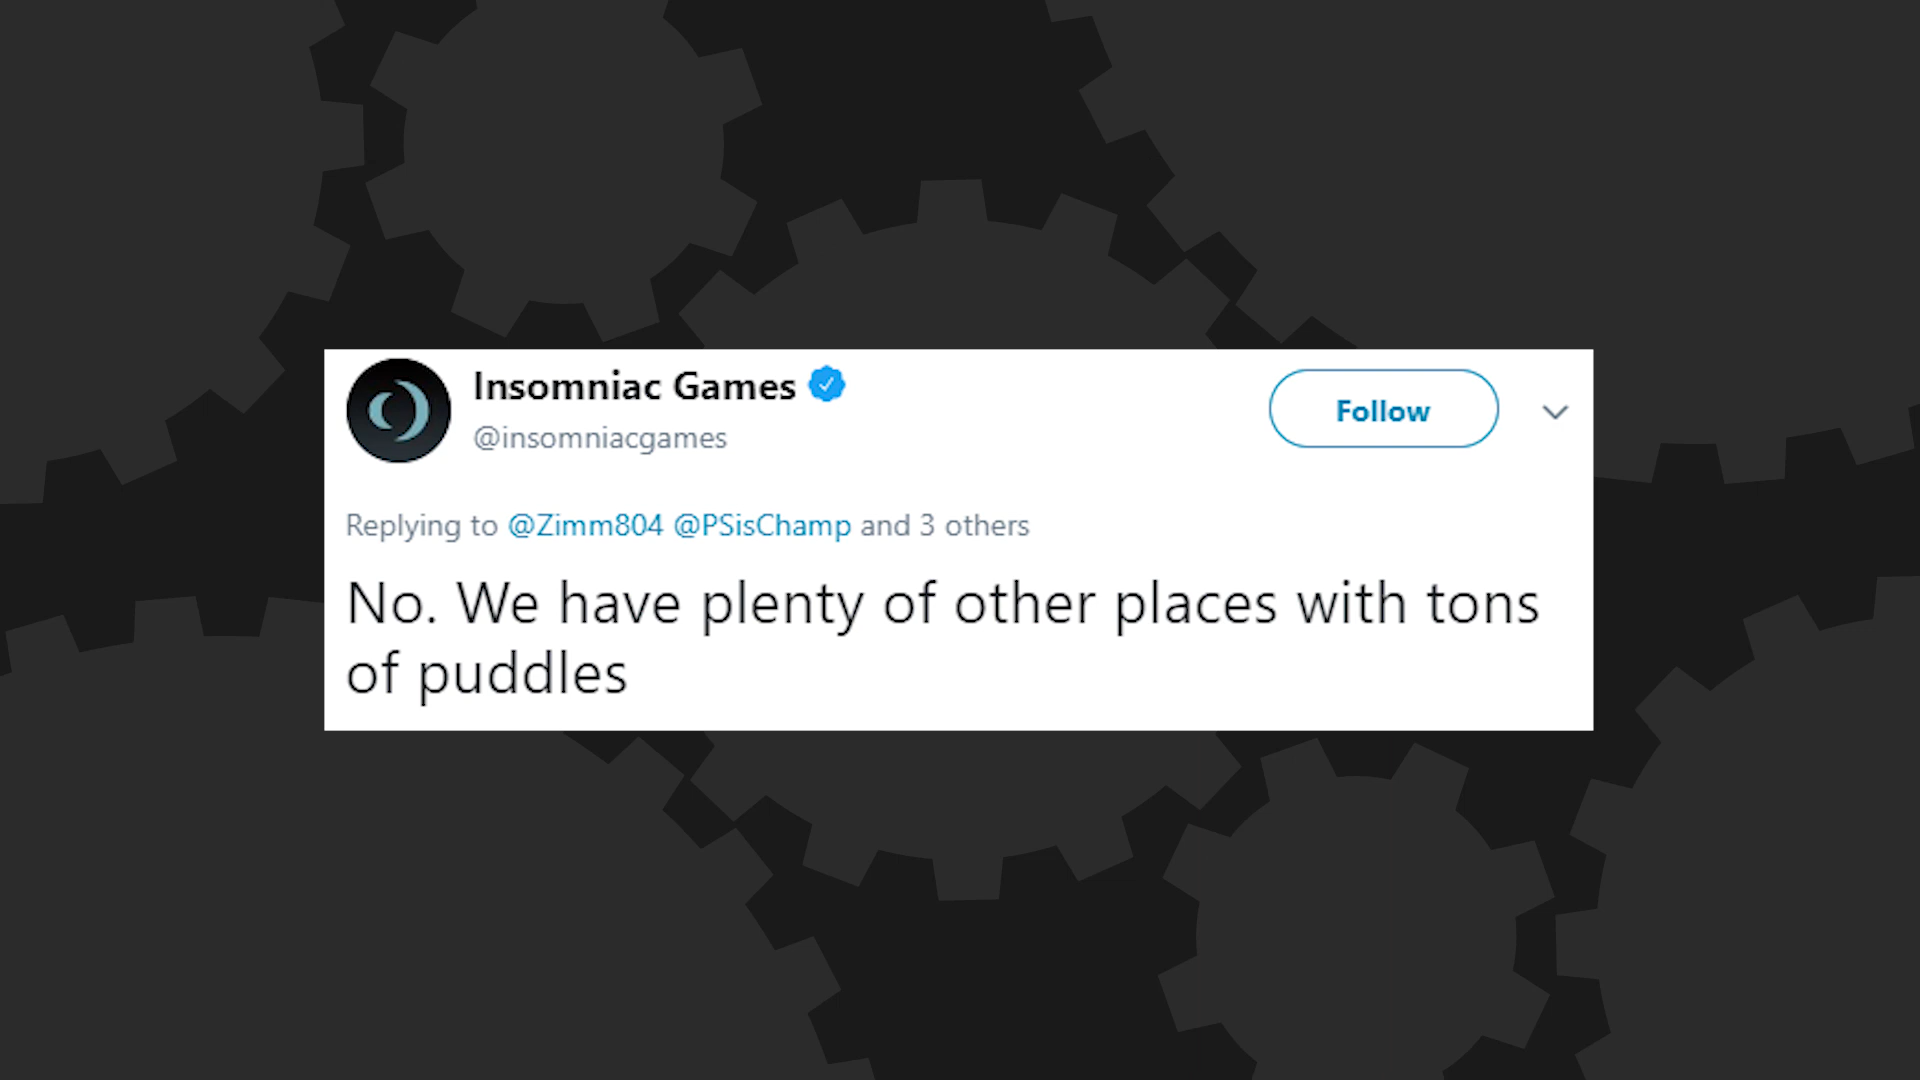 Insomniac Games
@insomniacgames
Follow
Replying to @Zimm804 @PSisChamp and 3 others
No. We have plenty of other places with tons
of puddles